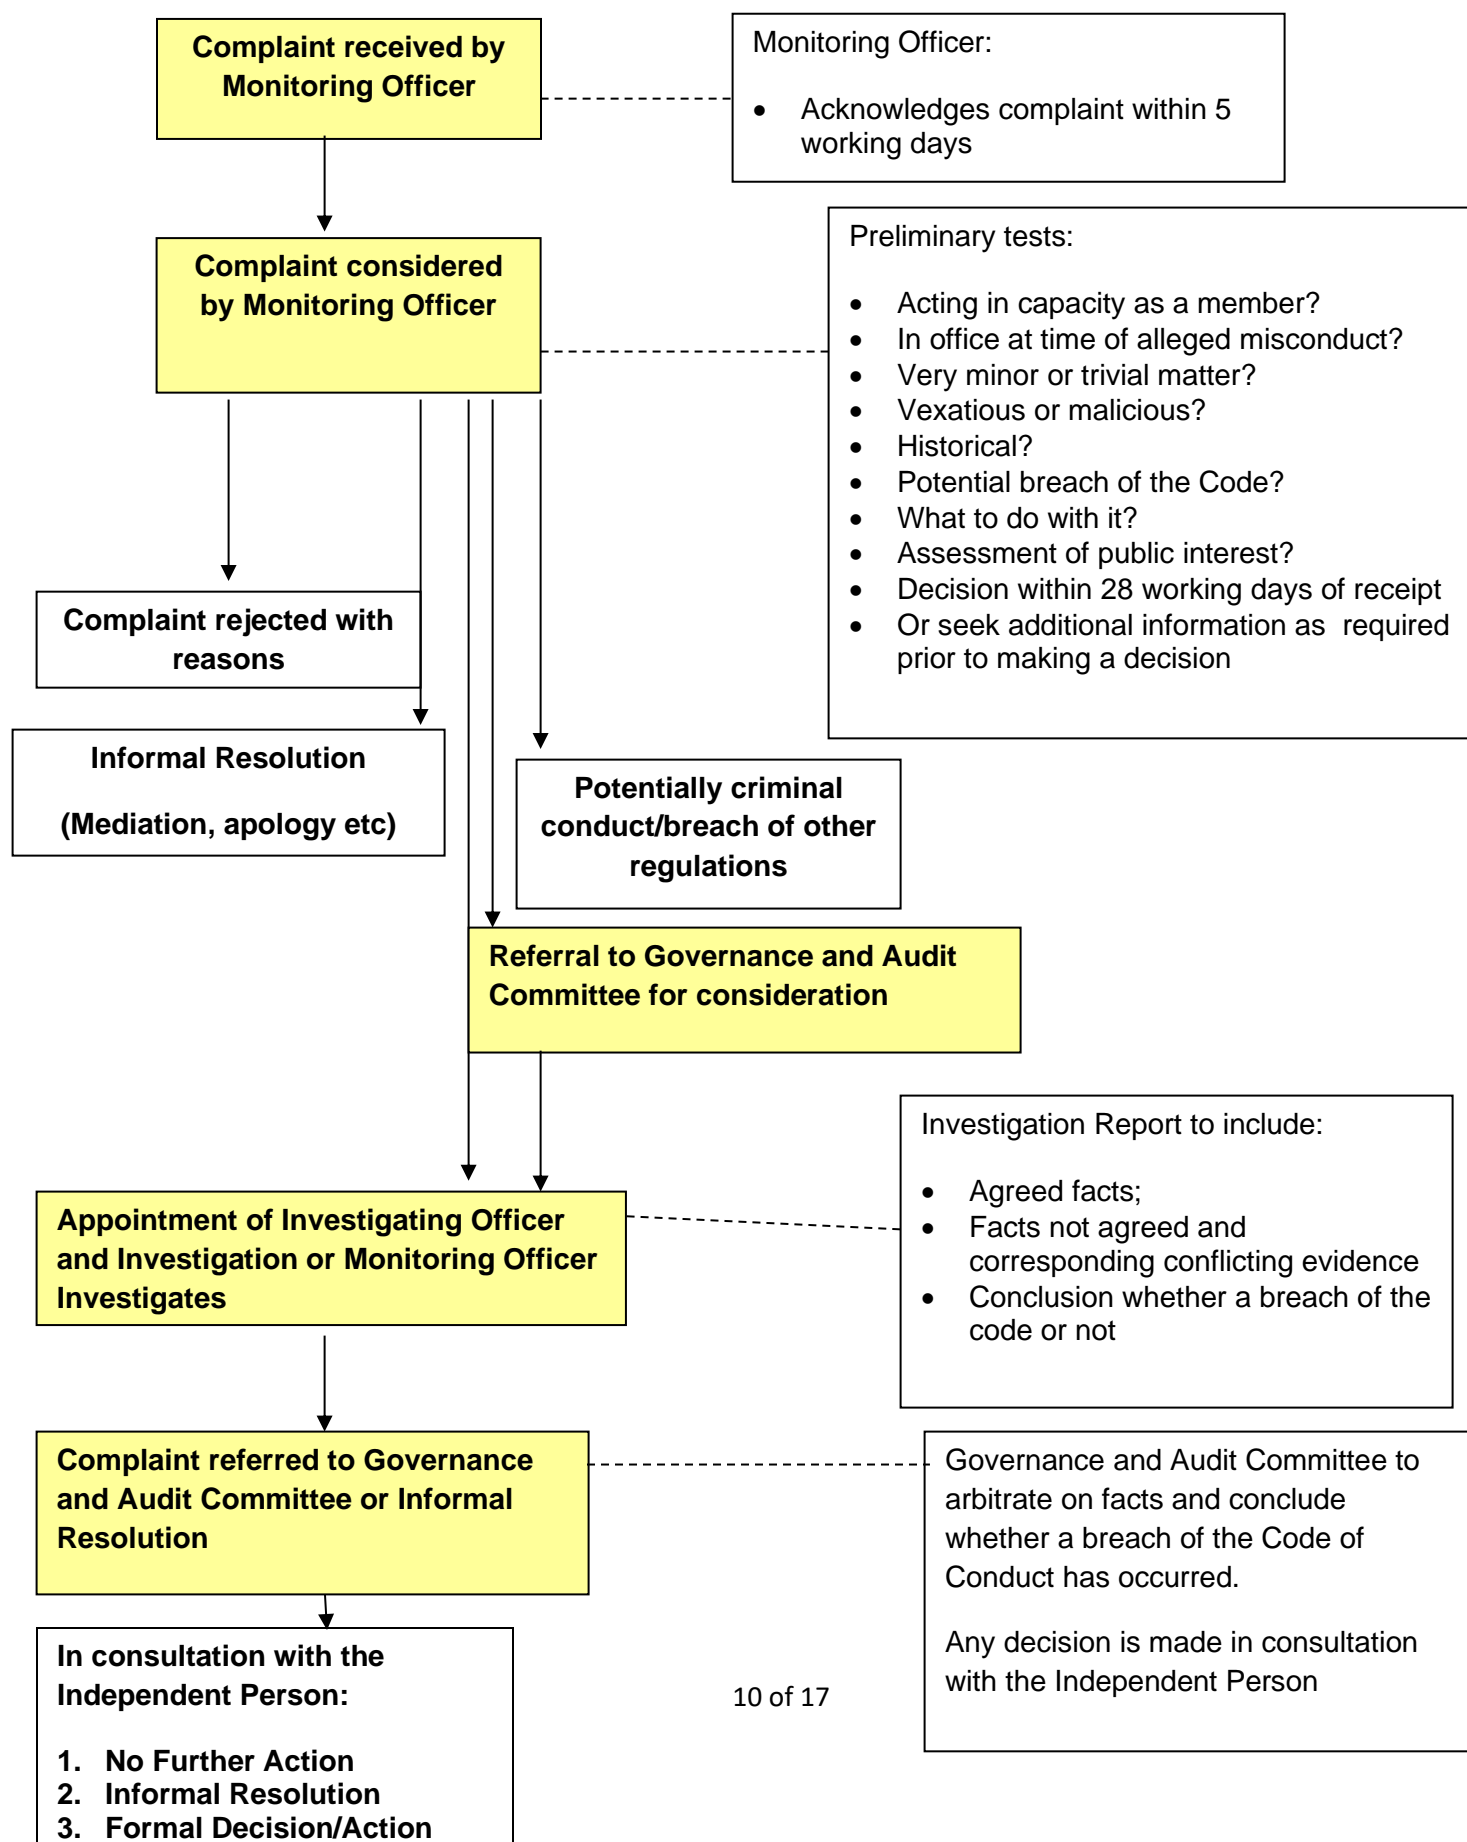 Complaint received by
Monitoring Officer
Monitoring Officer:
• Acknowledges complaint within 5
working days
Complaint considered
by Monitoring Officer
Preliminary tests:
• Acting in capacity as a member?
• In office at time of alleged misconduct?
• Very minor or trivial matter?
• Vexatious or malicious?
• Historical?
• Potential breach of the Code?
• What to do with it?
• Assessment of public interest?
• Decision within 28 working days of receipt
• Or seek additional information as  required
prior to making a decision
Complaint rejected with
reasons
Informal Resolution
(Mediation, apology etc)
Potentially criminal
conduct/breach of other
regulations
Referral to Governance and Audit
Committee for consideration
Appointment of Investigating Officer
and Investigation or Monitoring Officer
Investigates
Investigation Report to include:
• Agreed facts;
• Facts not agreed and
corresponding conflicting evidence
• Conclusion whether a breach of the
code or not
Complaint referred to Governance
and Audit Committee or Informal
Resolution
Governance and Audit Committee to
arbitrate on facts and conclude
whether a breach of the Code of
Conduct has occurred.
Any decision is made in consultation
with the Independent Person
In consultation with the
Independent Person:
1. No Further Action
2. Informal Resolution
3. Formal Decision/Action
10 of 17